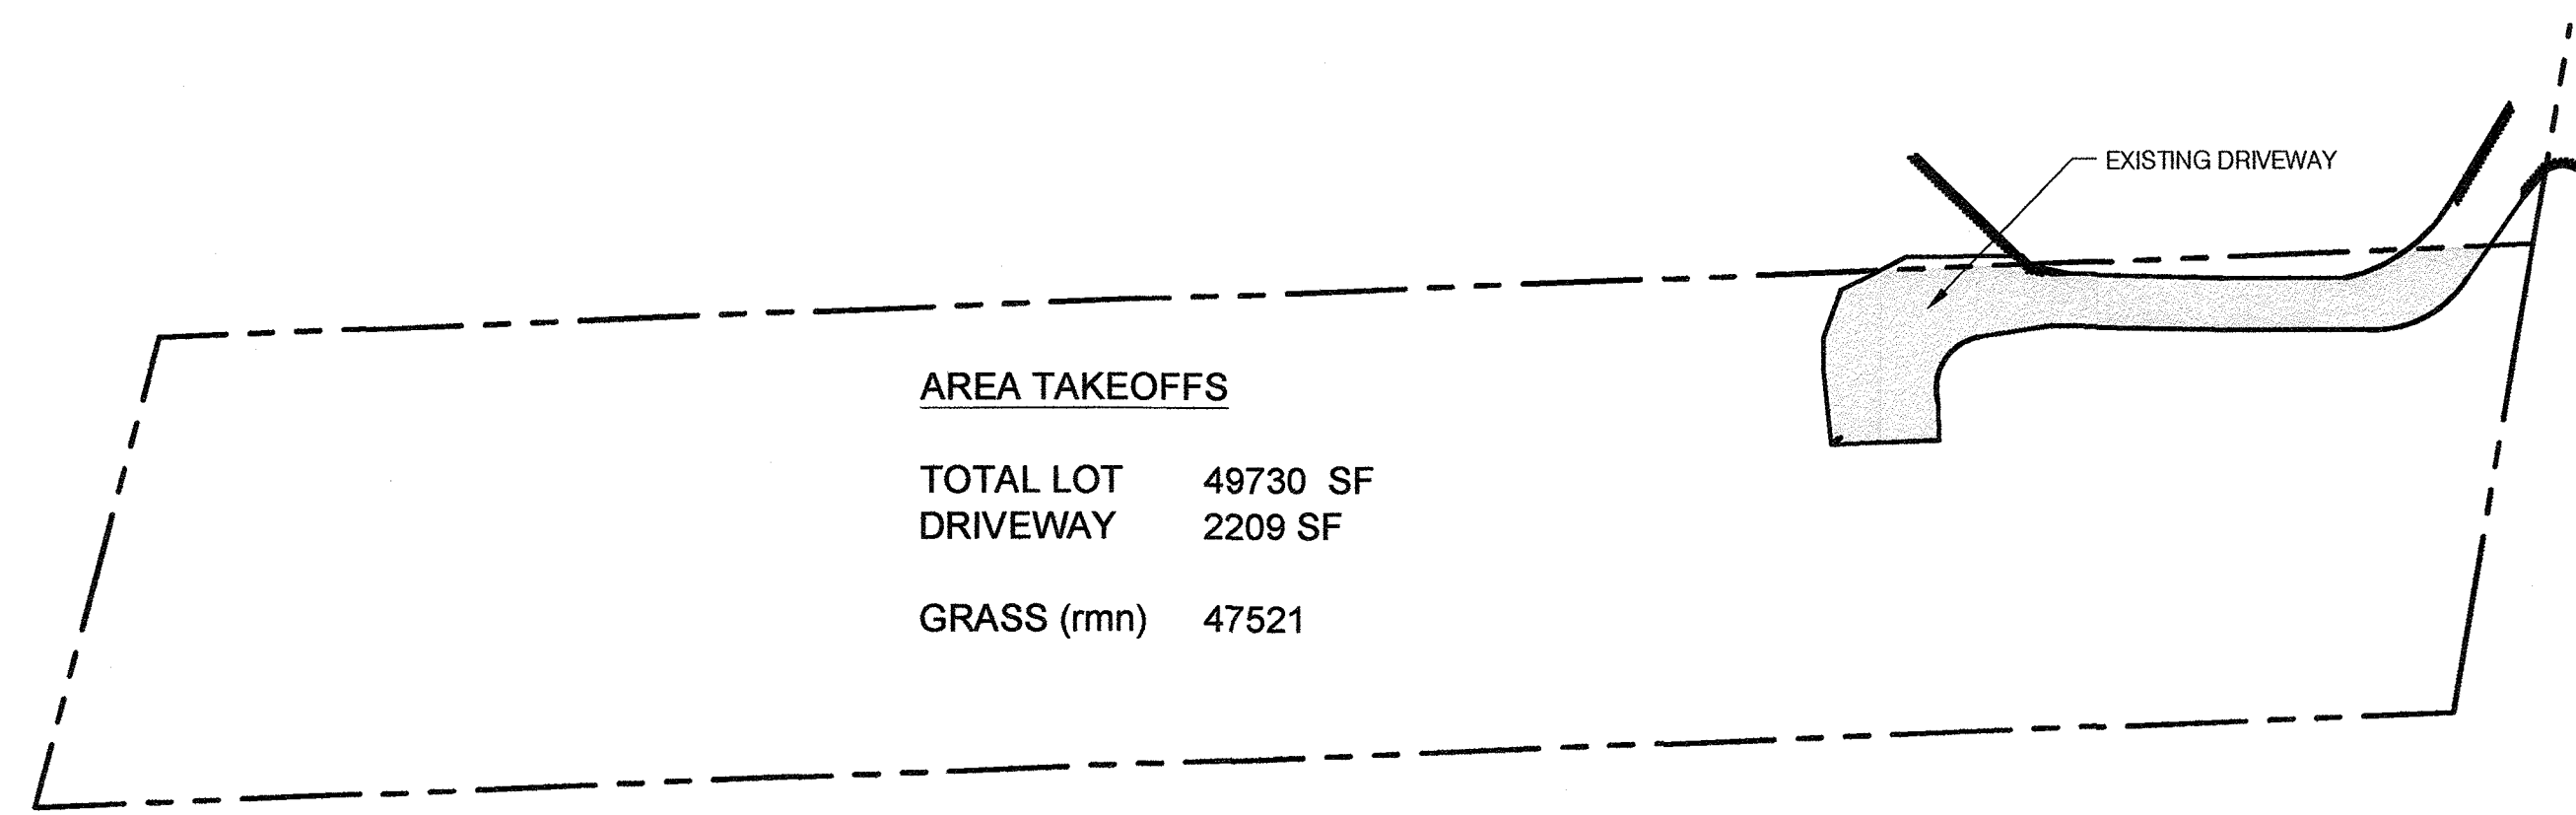 EXISTING DRIVEWAY
AREA TAKEOFFS
TOTAL LOT 49730 SF
DRIVEWAY 2209 SF
GRASS (rmn) 47521